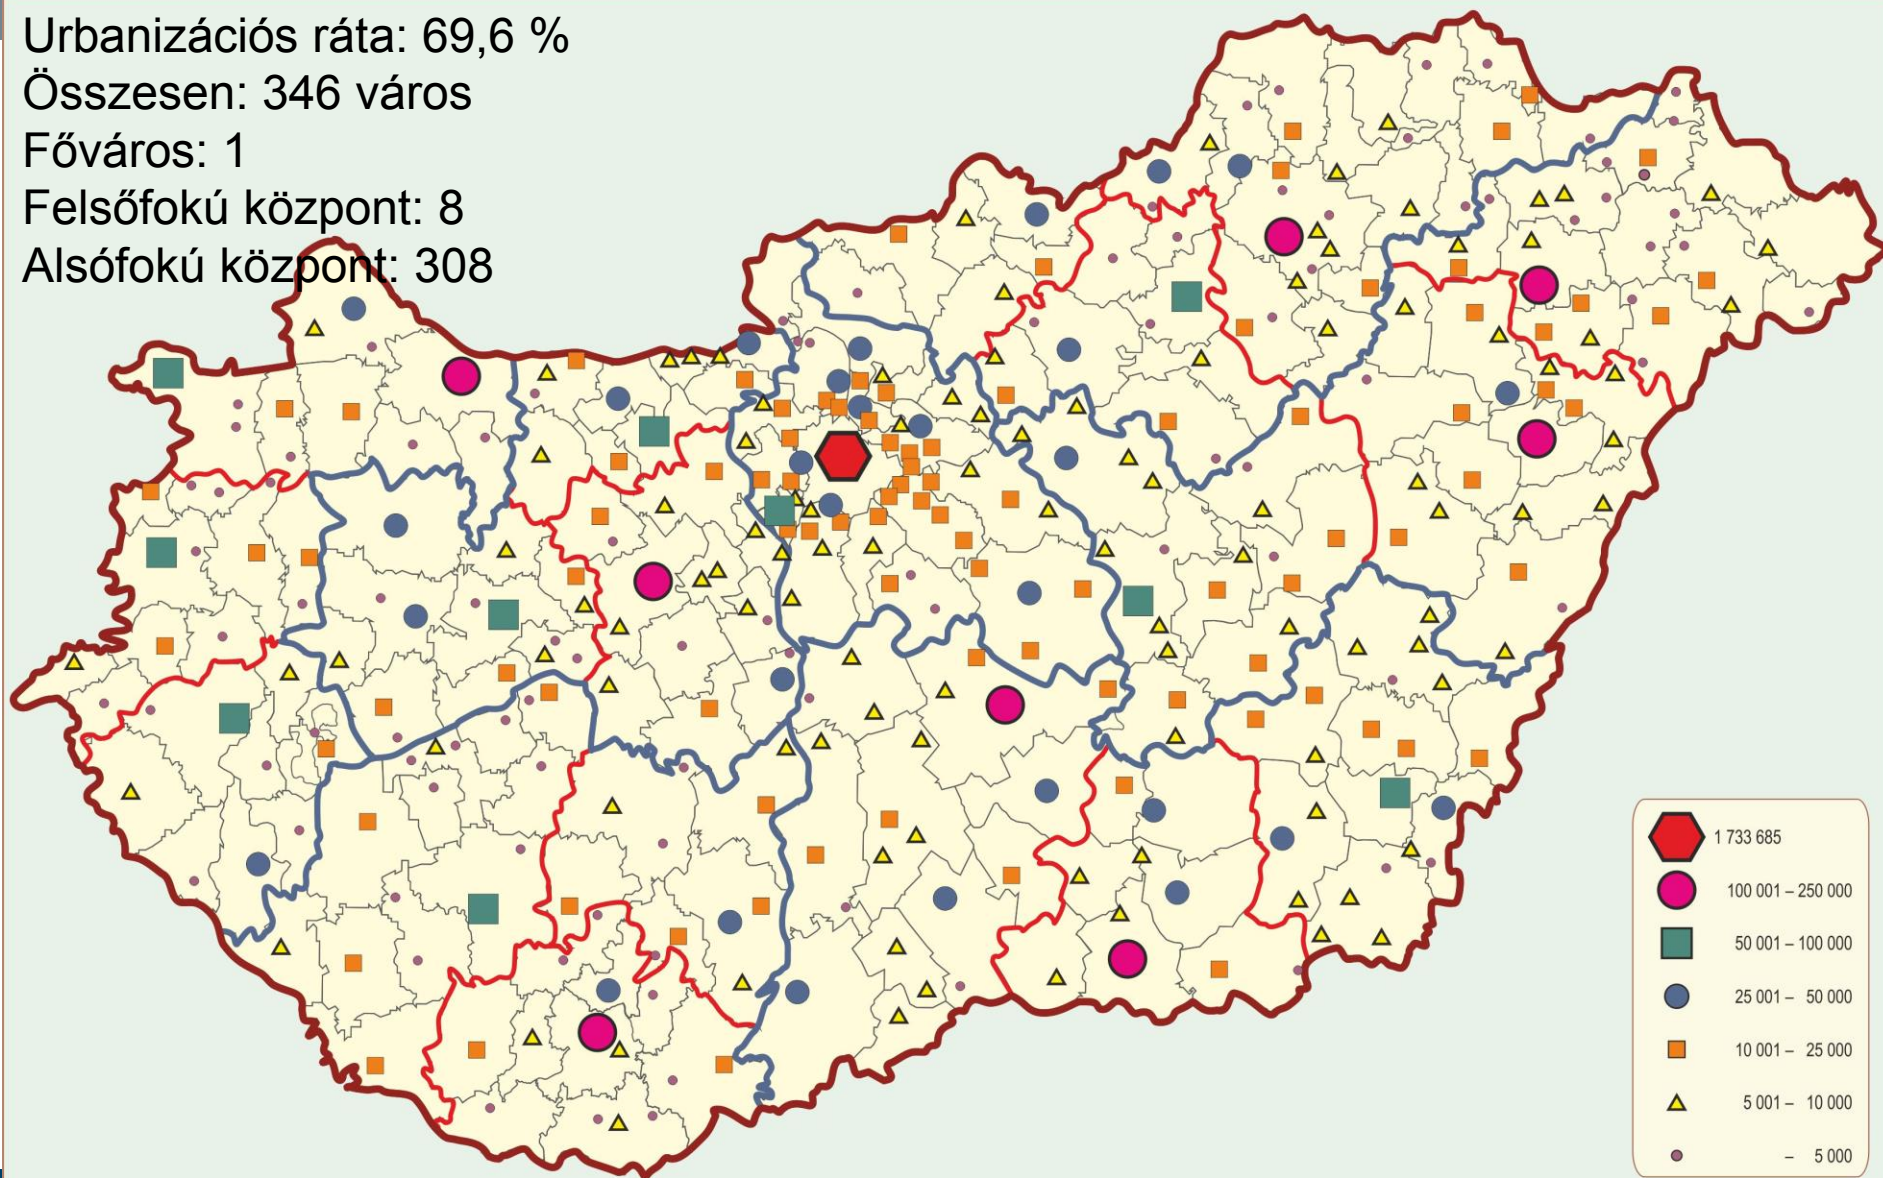 Urbanizációs ráta: 69,6 %
Összesen: 346 város
Főváros: 1
Felsőfokú központ: 8
Alsófokú központ: 308
1 733 685
100 001 – 250 000
50 001 – 100 000
25 001 – 50 000
10 001 – 25 000
5 001 – 10 000
– 5 000